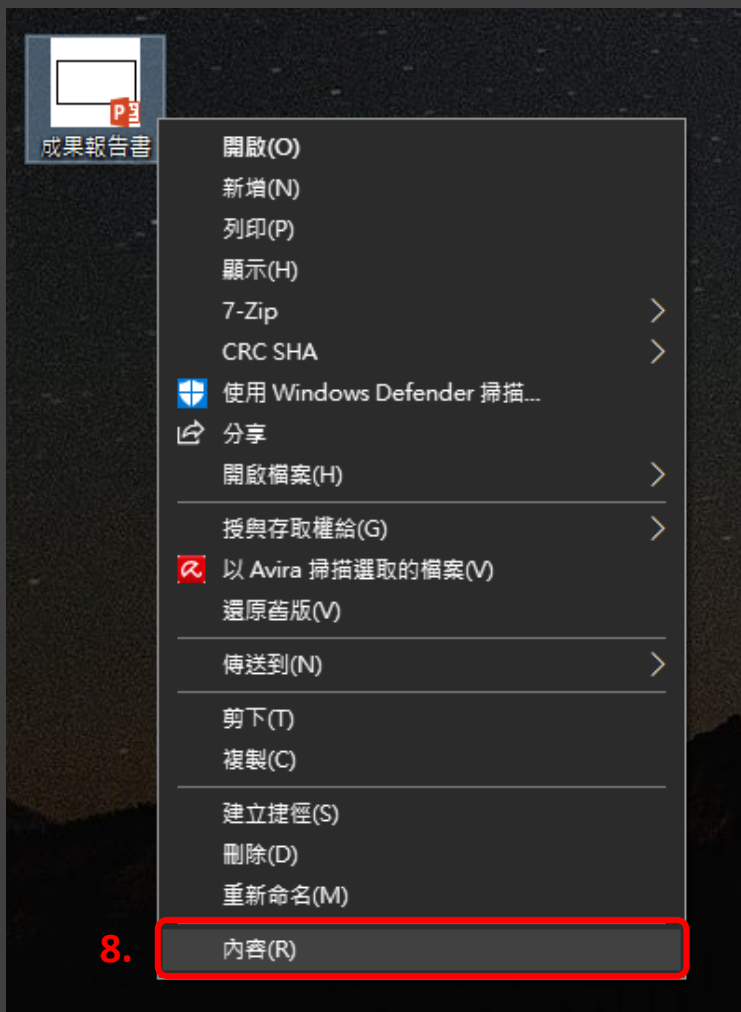 成果報告書
開啟(O)
新增(N)
列印(P)
顯示(H)
7-Zip
CRC SHA
使用 Windows Defender 掃描...
分享
開啟檔案(H)
授與存取權給(G)
以 Avira 掃描選取的檔案(V)
還原舊版(V)
傳送到(N)
剪下(T)
複製(C)
建立捷徑(S)
刪除(D)
重新命名(M)
8. 內容(R)